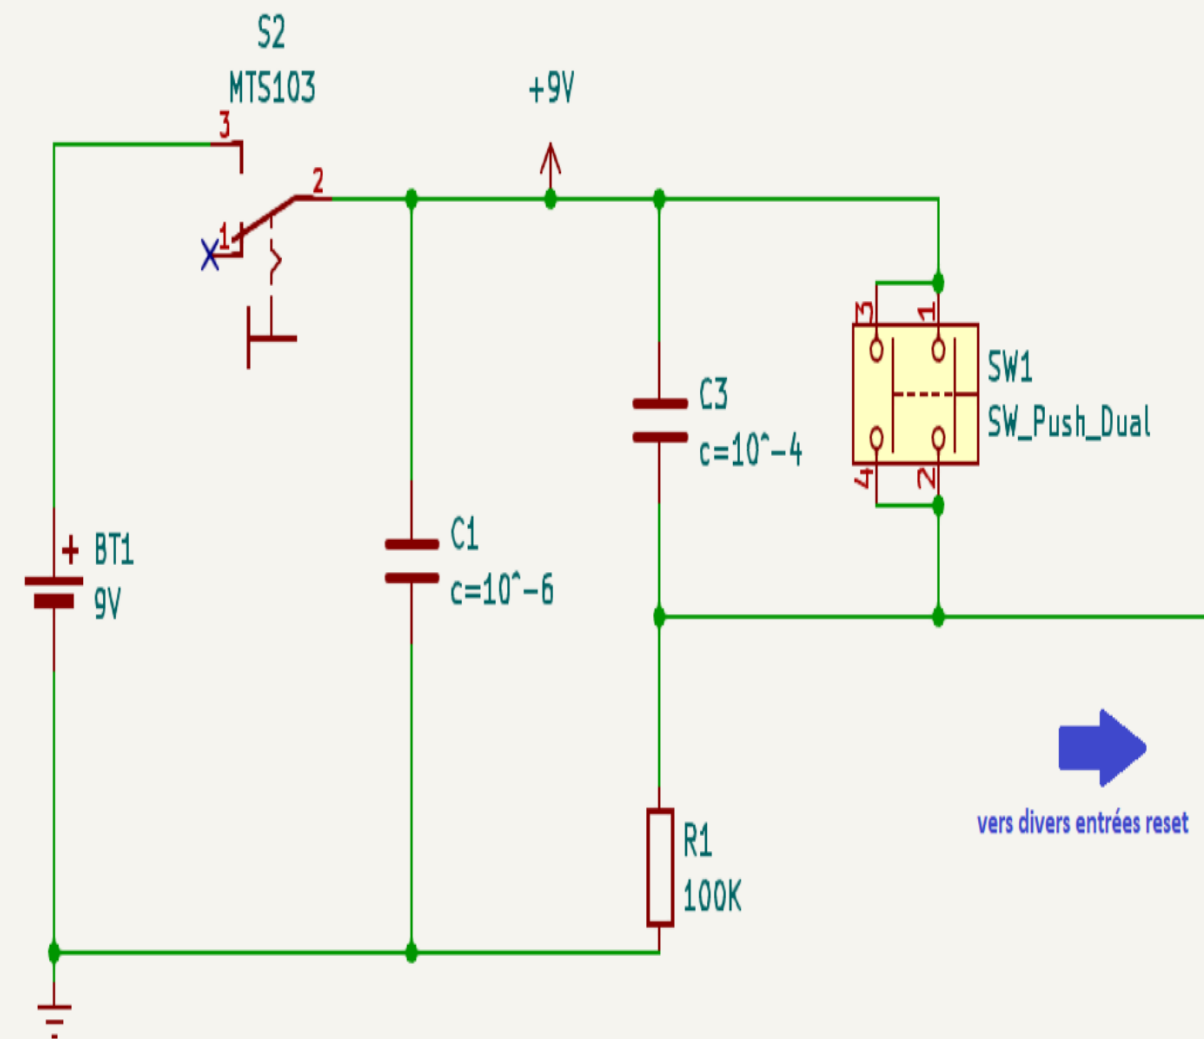 S2
MTS103
+9V
3
2
1
3
1
SW1
SW_Push_Dual
4
2
C3
c=10^-4
C1
c=10^-6
+
BT1
9V
vers divers entrées reset
R1
100K